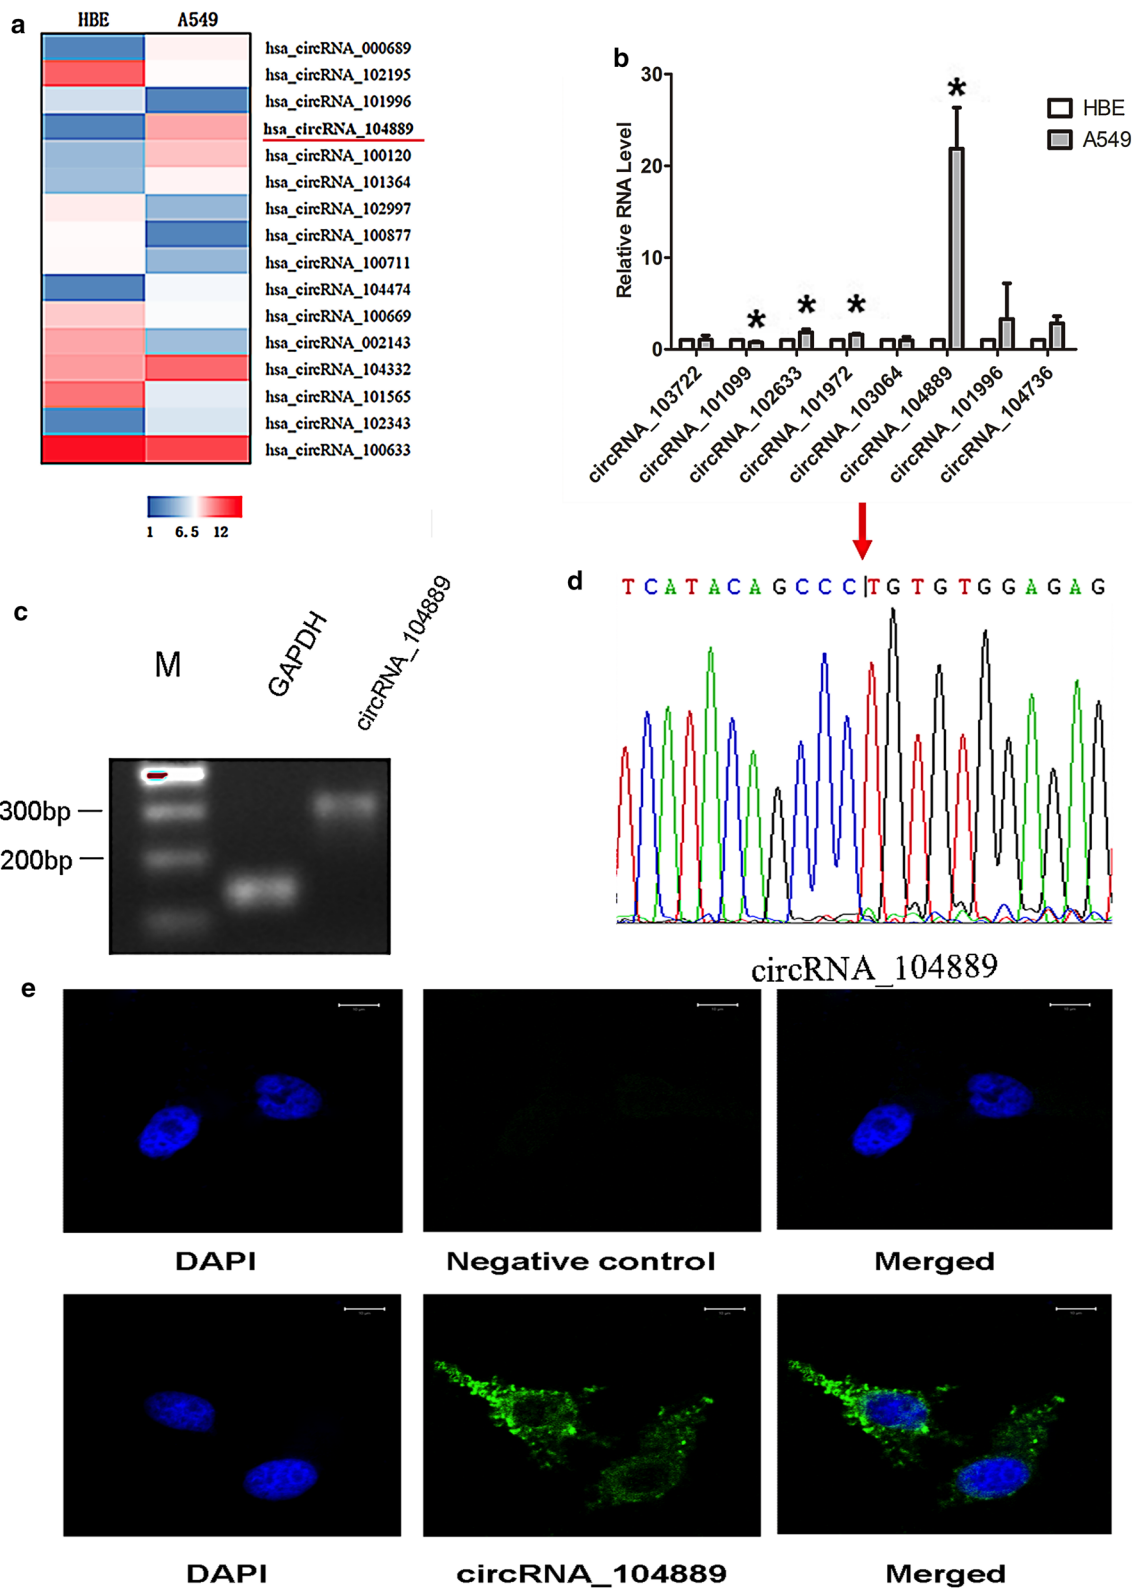 a
HBE A549
hsa_circRNA_000689
hsa_circRNA_102195
hsa_circRNA_101996
hsa_circRNA_104889
hsa_circRNA_100120
hsa_circRNA_101364
hsa_circRNA_102997
hsa_circRNA_100877
hsa_circRNA_100711
hsa_circRNA_104474
hsa_circRNA_100669
hsa_circRNA_002143
hsa_circRNA_104332
hsa_circRNA_101565
hsa_circRNA_102343
hsa_circRNA_100633
1 6.5 12
b
Relative RNA Level
30
20
10
0
* * * *
HBE
A549
circRNA_103722
circRNA_101099
circRNA_102633
circRNA_101972
circRNA_103064
circRNA_104889
circRNA_101996
circRNA_104736
c
M
GAPDH
circRNA_104889
300bp
200bp
d
TCATACAGCCC|TGTGTGGAGAG
circRNA_104889
e
DAPI
Negative control
Merged
DAPI
circRNA_104889
Merged